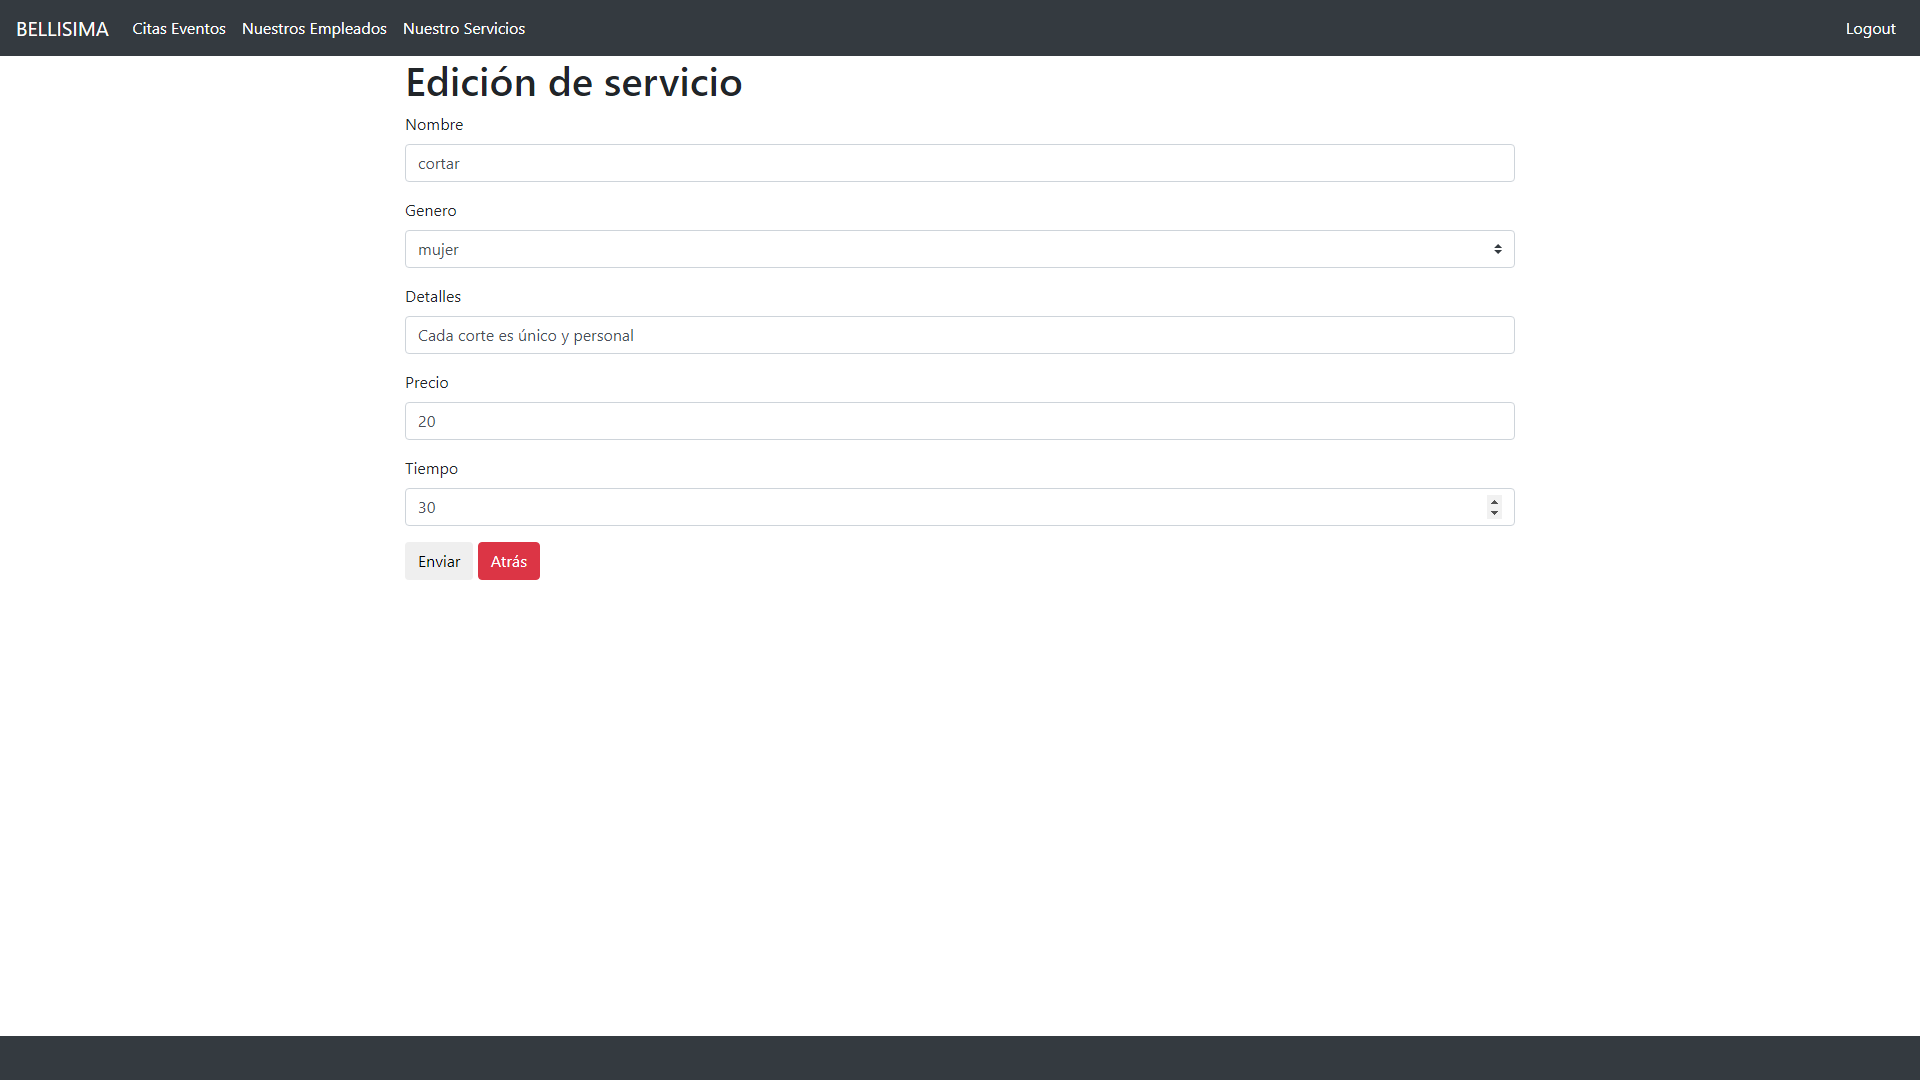 BELLISIMA Citas Eventos Nuestros Empleados Nuestro Servicios Logout
Edición de servicio
Nombre
cortar
Genero
mujer
Detalles
Cada corte es único y personal
Precio
20
Tiempo
30
Enviar Atrás